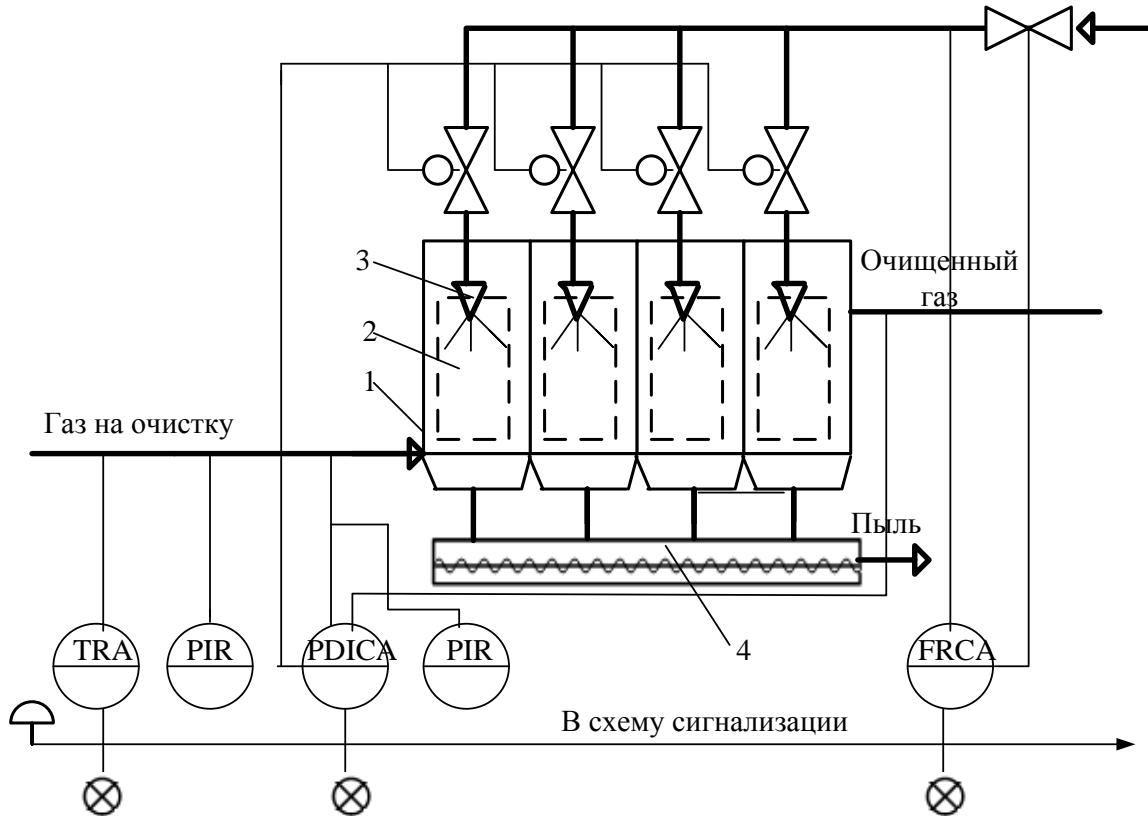 3
Очищенный
газ
2
1
Газ на очистку
Пыль
TRA
PIR
PDICA
PIR
4
FRCA
В схему сигнализации